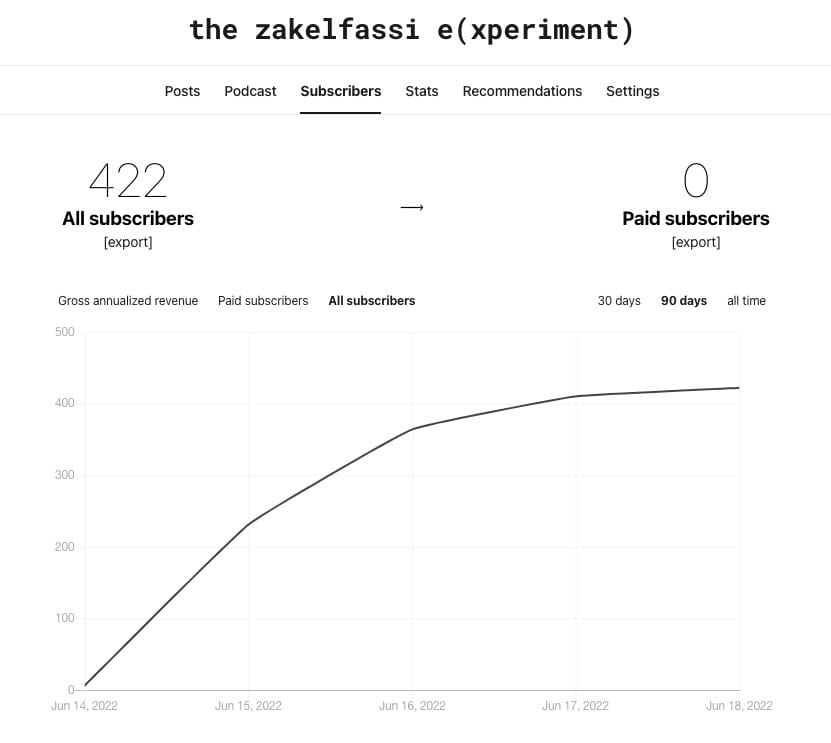 the zakelfassi e(xperiment)
Posts Podcast Subscribers Stats Recommendations Settings
422 → 0
All subscribers Paid subscribers
[export] [export]
Gross annualized revenue Paid subscribers All subscribers 30 days 90 days all time
500
400
300
200
100
0
Jun 14, 2022 Jun 15, 2022 Jun 16, 2022 Jun 17, 2022 Jun 18, 2022